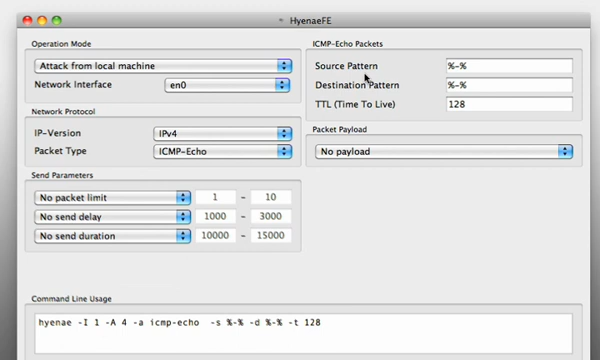 HyenaeFE
Operation Mode
Attack from local machine
Network Interface en0
Network Protocol
IP-Version IPv4
Packet Type ICMP-Echo
Send Parameters
No packet limit 1 - 10
No send delay 1000 - 3000
No send duration 10000 - 15000
ICMP-Echo Packets
Source Pattern %-%
Destination Pattern %-%
TTL (Time To Live) 128
Packet Payload
No payload
Command Line Usage
hyenae -I 1 -A 4 -a icmp-echo -s %-% -d %-% -t 128